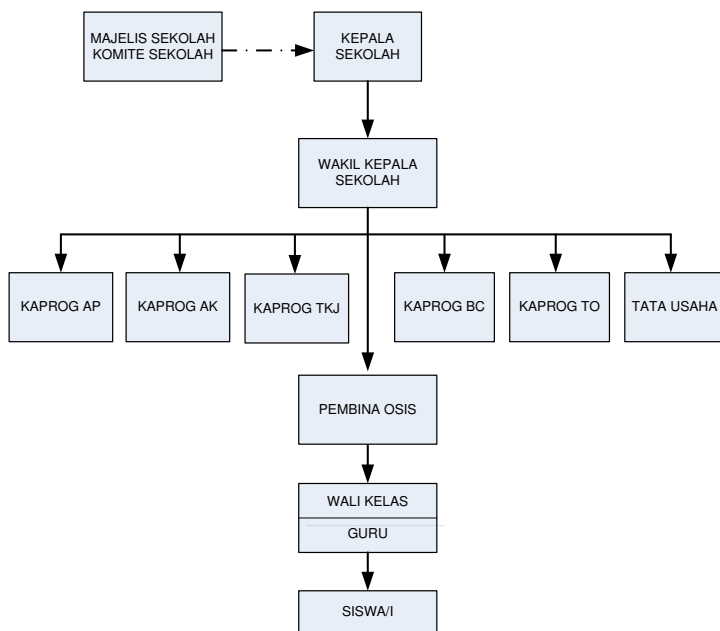 MAJELIS SEKOLAH
KOMITE SEKOLAH
KEPALA
SEKOLAH
WAKIL KEPALA
SEKOLAH
KAPROG AP
KAPROG AK
KAPROG TKJ
KAPROG BC
KAPROG TO
TATA USAHA
PEMBINA OSIS
WALI KELAS
GURU
SISWA/I